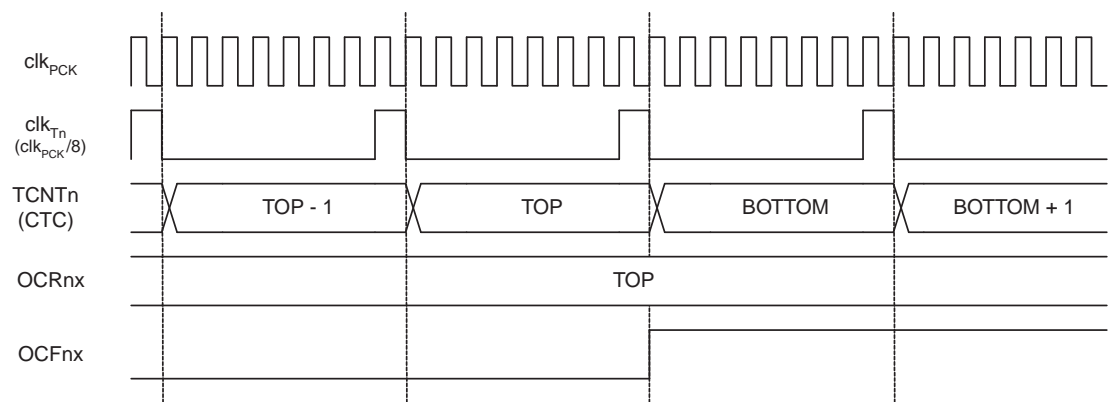 clkPCK
clkTn
(clkPCK/8)
TCNTn
(CTC)
TOP - 1
TOP
BOTTOM
BOTTOM + 1
OCRnx
TOP
OCFnx